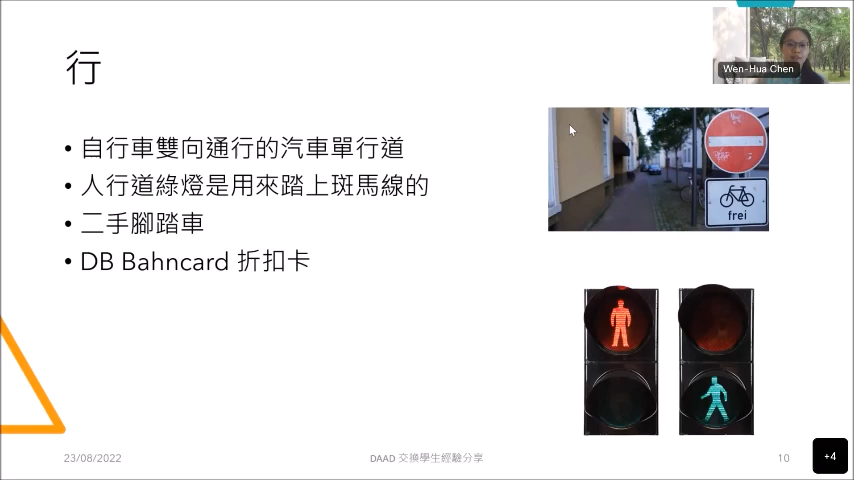 行
Wen-Hua Chen
• 自行車雙向通行的汽車單行道
• 人行道綠燈是用來踏上斑馬線的
• 二手腳踏車
• DB Bahncard 折扣卡
frei
23/08/2022
DAAD 交換學生經驗分享
10
+4